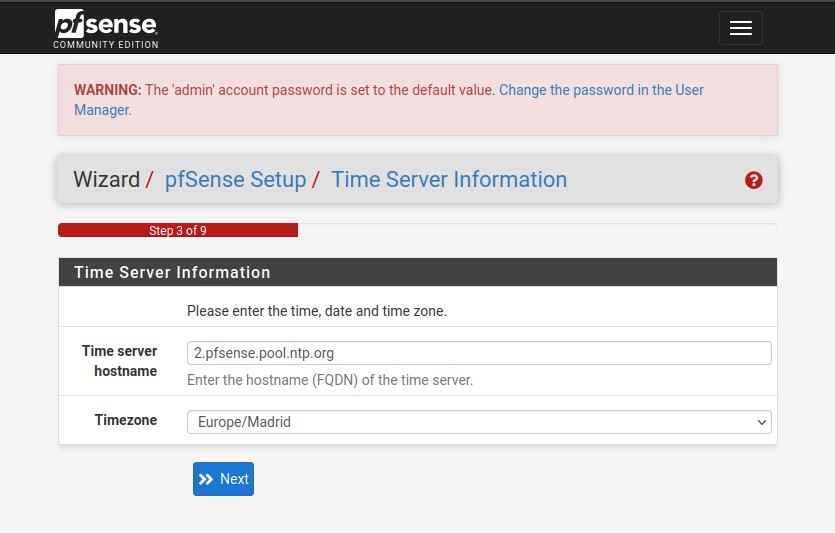 pfsense
COMMUNITY EDITION
WARNING: The 'admin' account password is set to the default value. Change the password in the User
Manager.
Wizard / pfSense Setup / Time Server Information
Step 3 of 9
Time Server Information
Please enter the time, date and time zone.
Time server
hostname
2.pfsense.pool.ntp.org
Enter the hostname (FQDN) of the time server.
Timezone
Europe/Madrid
Next